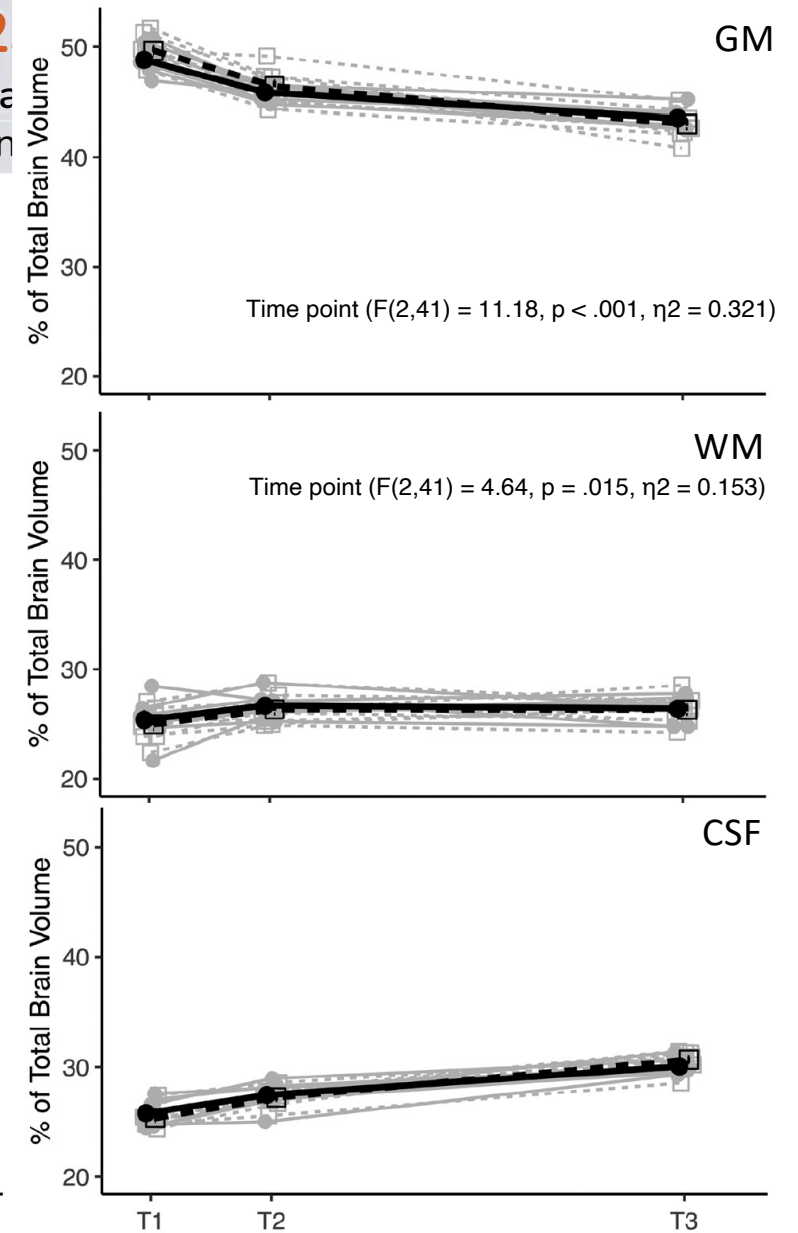 2
a
n
GM
% of Total Brain Volume
50
40
30
20
Time point (F(2,41) = 11.18, p < .001, η2 = 0.321)
WM
% of Total Brain Volume
50
40
30
20
Time point (F(2,41) = 4.64, p = .015, η2 = 0.153)
CSF
% of Total Brain Volume
50
40
30
20
T1 T2 T3